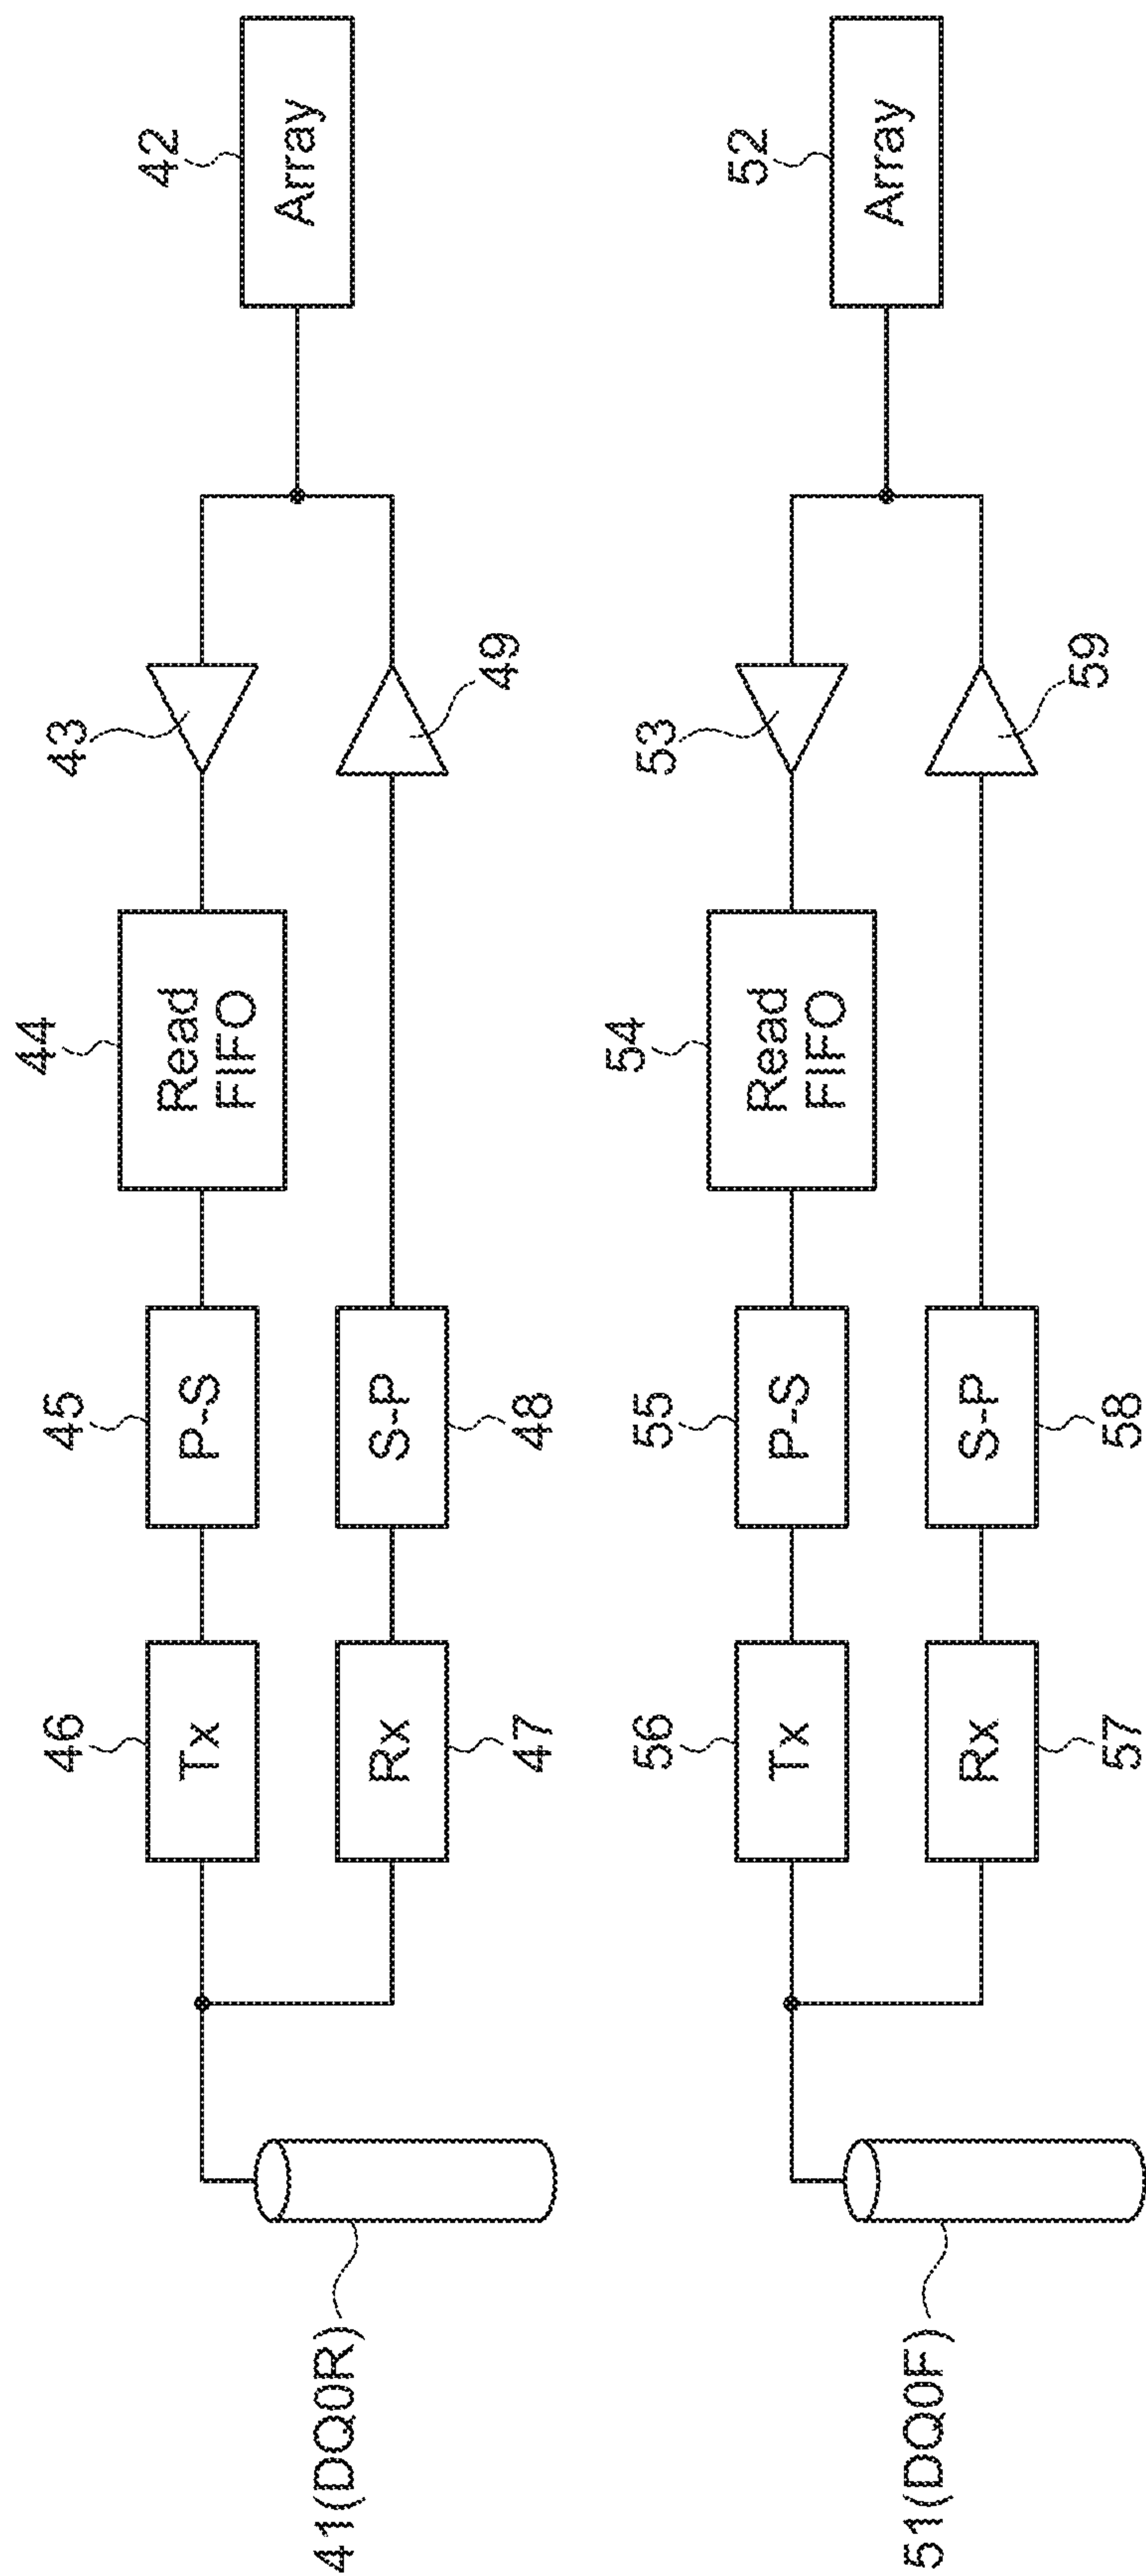 42
Array
43
49
44
Read
FIFO
45
P-S
S-P
48
46
Tx
Rx
47
41(DQ0R)
52
Array
53
59
54
Read
FIFO
55
P-S
S-P
58
56
Tx
Rx
57
51(DQ0F)